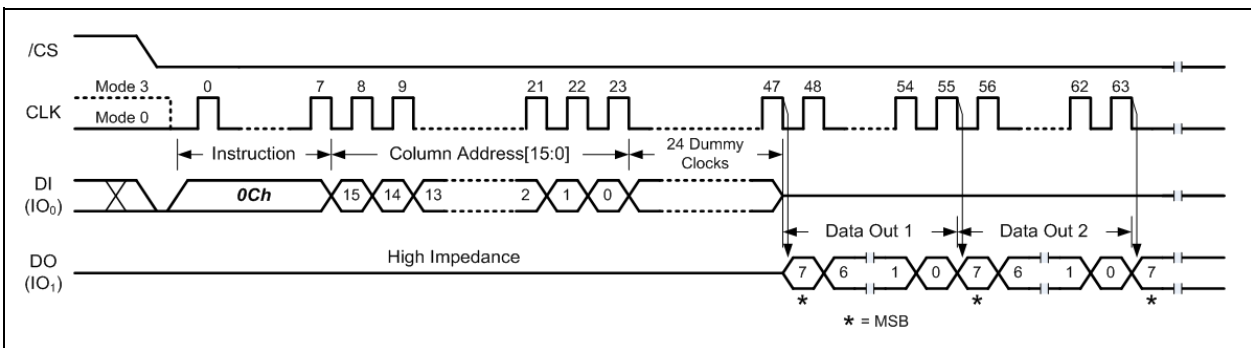 /CS
Mode 3 0 7 8 9 21 22 23 47 48 54 55 56 62 63
CLK
Mode 0
Instruction Column Address[15:0] 24 Dummy Clocks
DI (IO0) 0Ch 15 14 13 2 1 0
Data Out 1 Data Out 2
DO (IO1) High Impedance 7 6 1 0 7 6 1 0 7
* * *
* = MSB